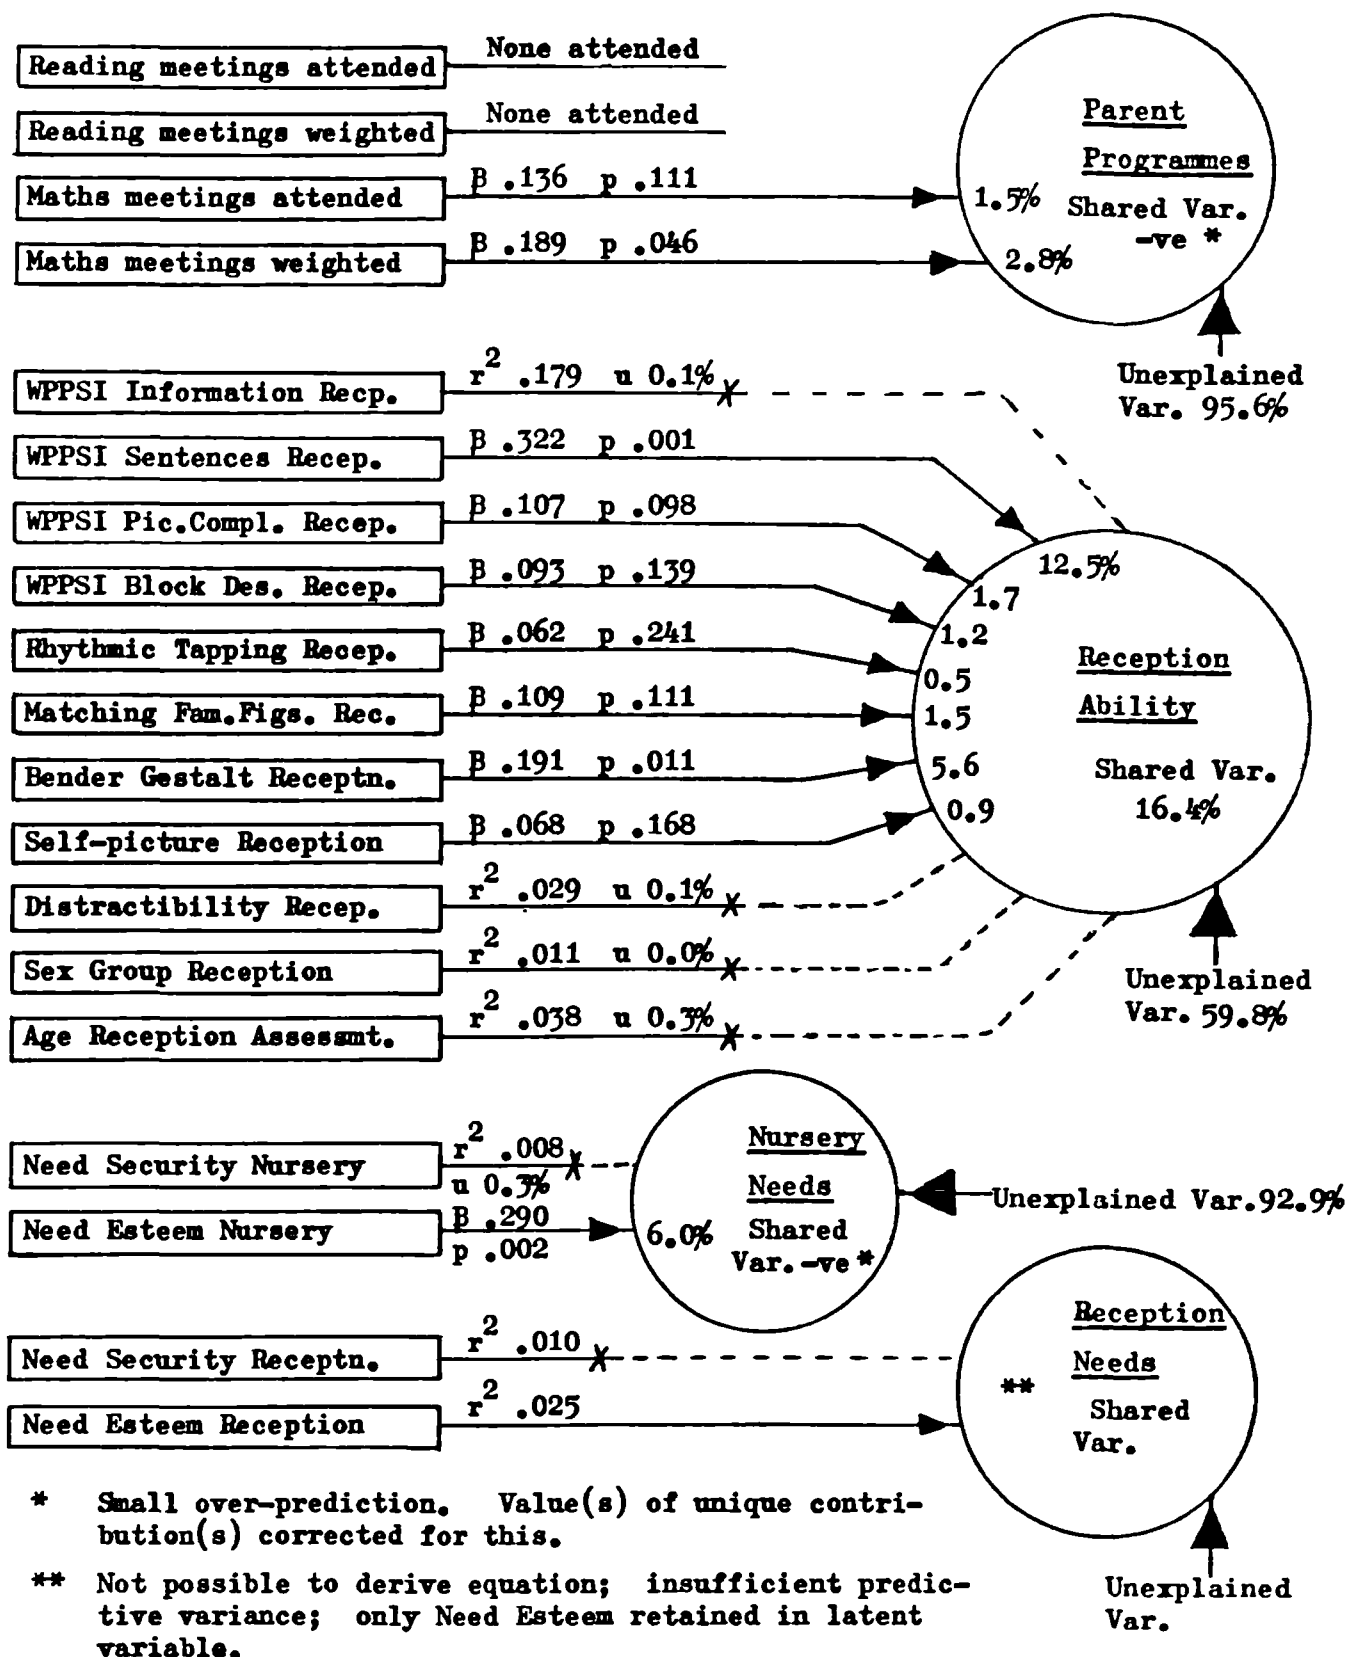 Reading meetings attended None attended
Reading meetings weighted None attended
Maths meetings attended β .136 p .111
Maths meetings weighted β .189 p .046
Parent
Programmes
1.5% Shared Var.
-ve *
2.8%
Unexplained
Var. 95.6%
WPPSI Information Recp. r² .179 u 0.1%
WPPSI Sentences Recep. β .322 p .001
WPPSI Pic.Compl. Recep. β .107 p .098
WPPSI Block Des. Recep. β .093 p .139
Rhythmic Tapping Recep. β .062 p .241
Matching Fam.Figs. Rec. β .109 p .111
Bender Gestalt Receptn. β .191 p .011
Self-picture Reception β .068 p .168
Distractibility Recep. r² .029 u 0.1%
Sex Group Reception r² .011 u 0.0%
Age Reception Assessmt. r² .038 u 0.3%
12.5%
1.7
1.2
0.5
1.5
5.6
0.9
Reception
Ability
Shared Var.
16.4%
Unexplained
Var. 59.8%
Need Security Nursery r² .008
u 0.3%
Need Esteem Nursery β .290
p .002
Nursery
Needs
6.0% Shared
Var. -ve *
Unexplained Var.92.9%
Need Security Receptn. r² .010
Need Esteem Reception r² .025
Reception
** Needs
Shared
Var.
Unexplained
Var.
* Small over-prediction. Value(s) of unique contri-
bution(s) corrected for this.
** Not possible to derive equation; insufficient predic-
tive variance; only Need Esteem retained in latent
variable.